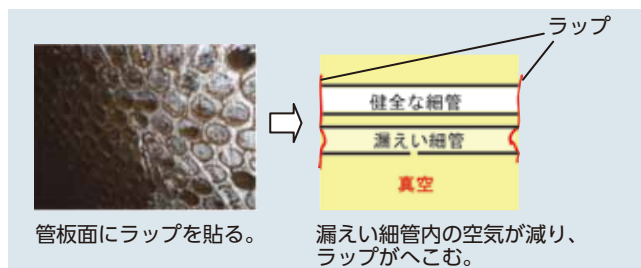 ラップ
健全な細管
漏えい細管
真空
管板面にラップを貼る。
漏えい細管内の空気が減り、
ラップがへこむ。